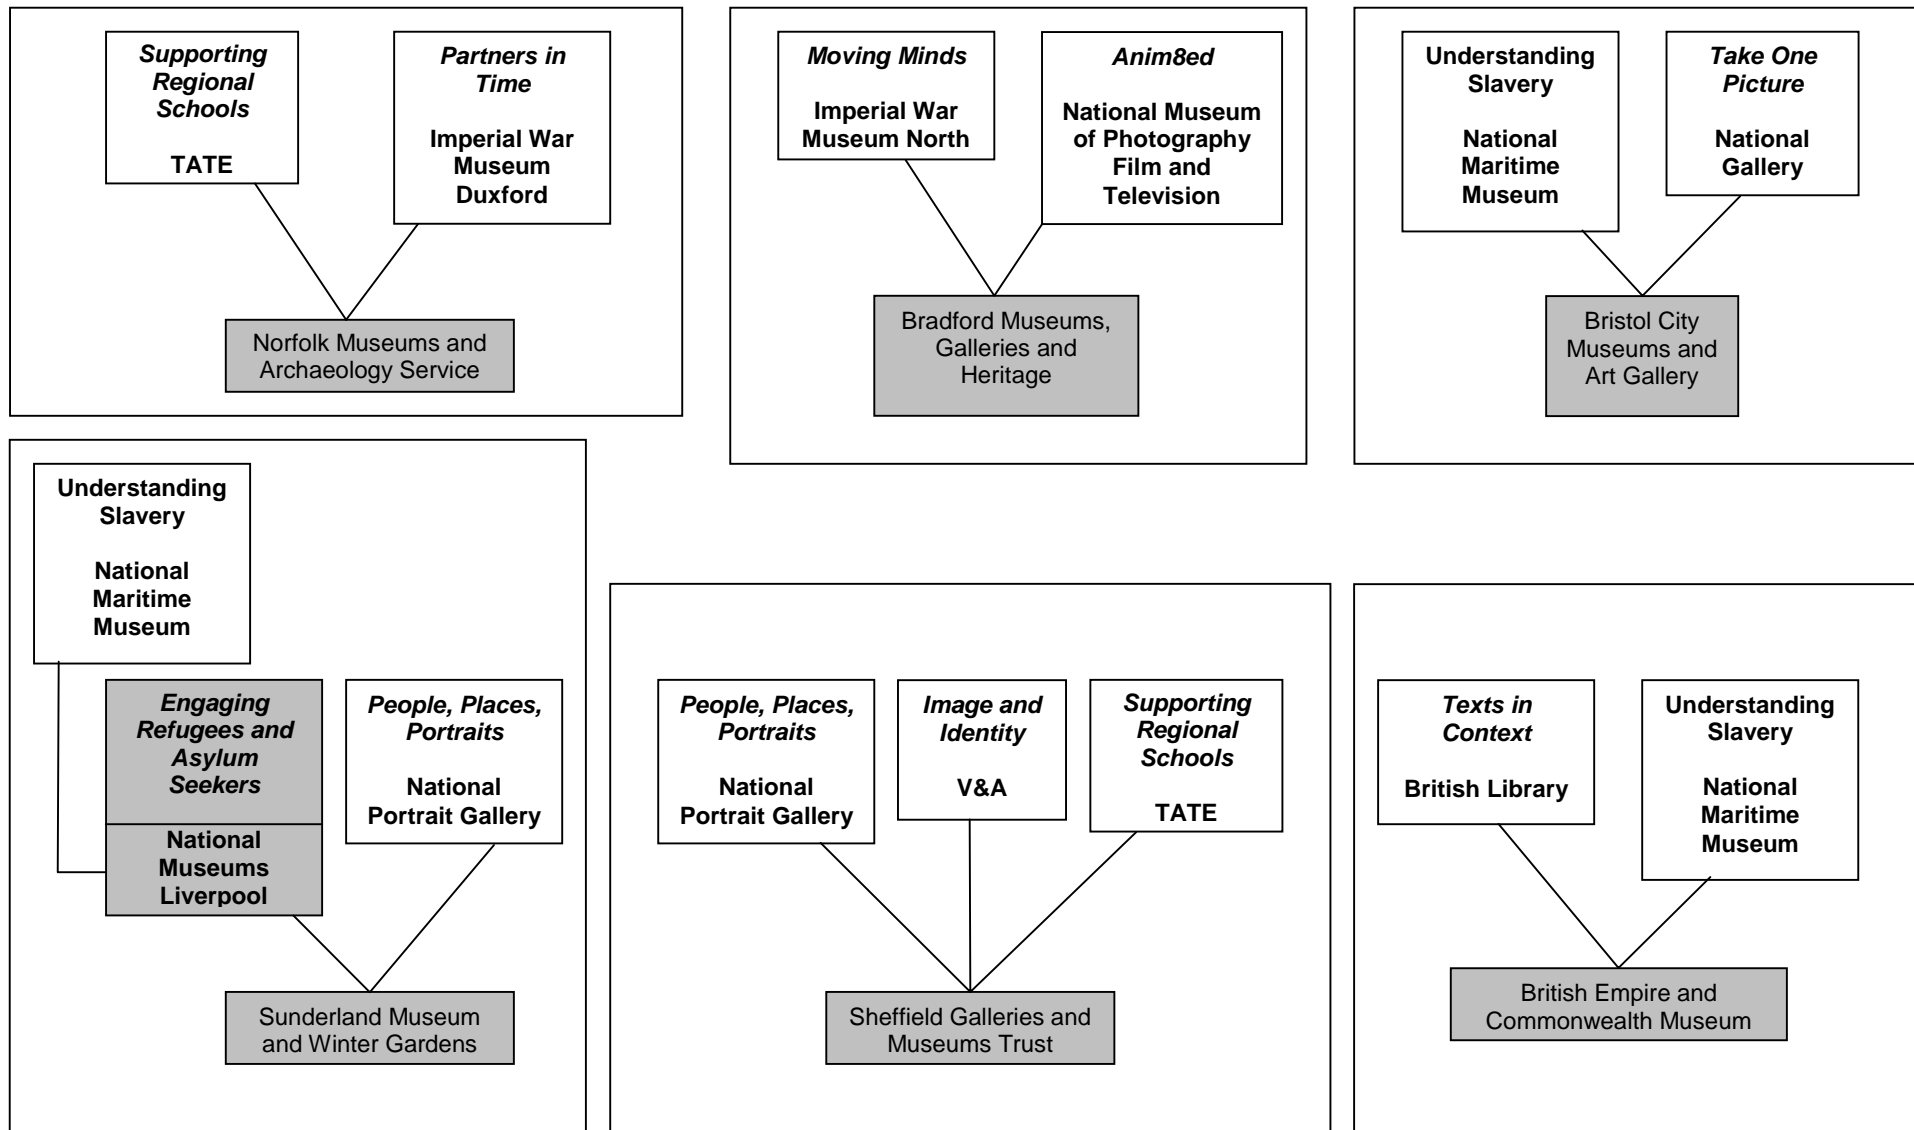 Supporting
Regional
Schools
TATE
Partners in
Time
Imperial War
Museum
Duxford
Norfolk Museums and
Archaeology Service
Moving Minds
Imperial War
Museum North
Anim8ed
National Museum
of Photography
Film and
Television
Bradford Museums,
Galleries and
Heritage
Understanding
Slavery
National
Maritime
Museum
Take One
Picture
National
Gallery
Bristol City
Museums and
Art Gallery
Understanding
Slavery
National
Maritime
Museum
Engaging
Refugees and
Asylum
Seekers
National
Museums
Liverpool
People, Places,
Portraits
National
Portrait Gallery
Sunderland Museum
and Winter Gardens
People, Places,
Portraits
National
Portrait Gallery
Image and
Identity
V&A
Supporting
Regional
Schools
TATE
Sheffield Galleries and
Museums Trust
Texts in
Context
British Library
Understanding
Slavery
National
Maritime
Museum
British Empire and
Commonwealth Museum